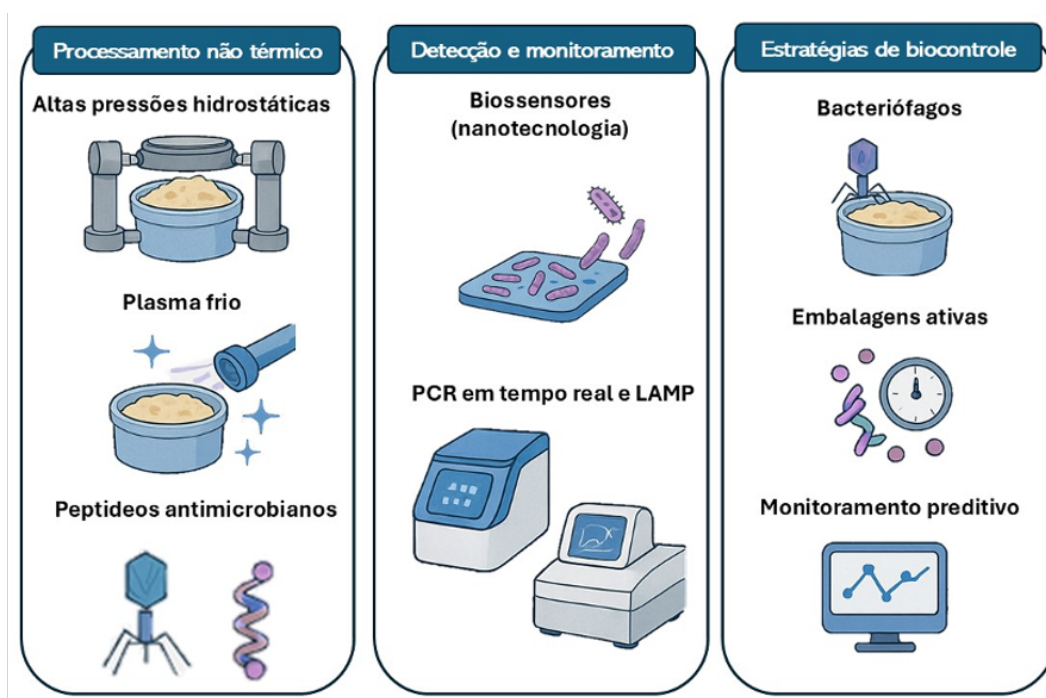 Processamento não térmico
Altas pressões hidrostáticas
Plasma frio
Peptideos antimicrobianos
Detecção e monitoramento
Biossensores
(nanotecnologia)
PCR em tempo real e LAMP
Estratégias de biocontrole
Bacteriófagos
Embalagens ativas
Monitoramento preditivo